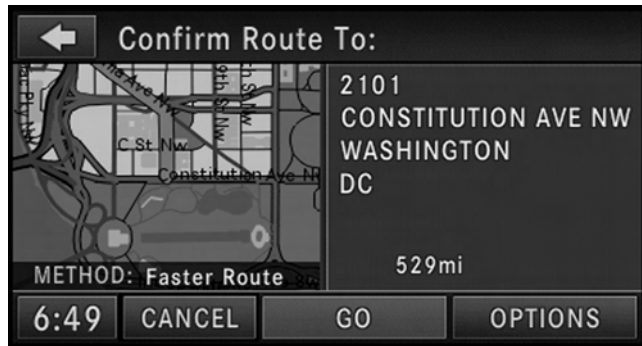 Confirm Route To:
2101
CONSTITUTION AVE NW
WASHINGTON
DC
C St Nw
Constitution Ave N
METHOD: Faster Route
529mi
6:49 CANCEL GO OPTIONS